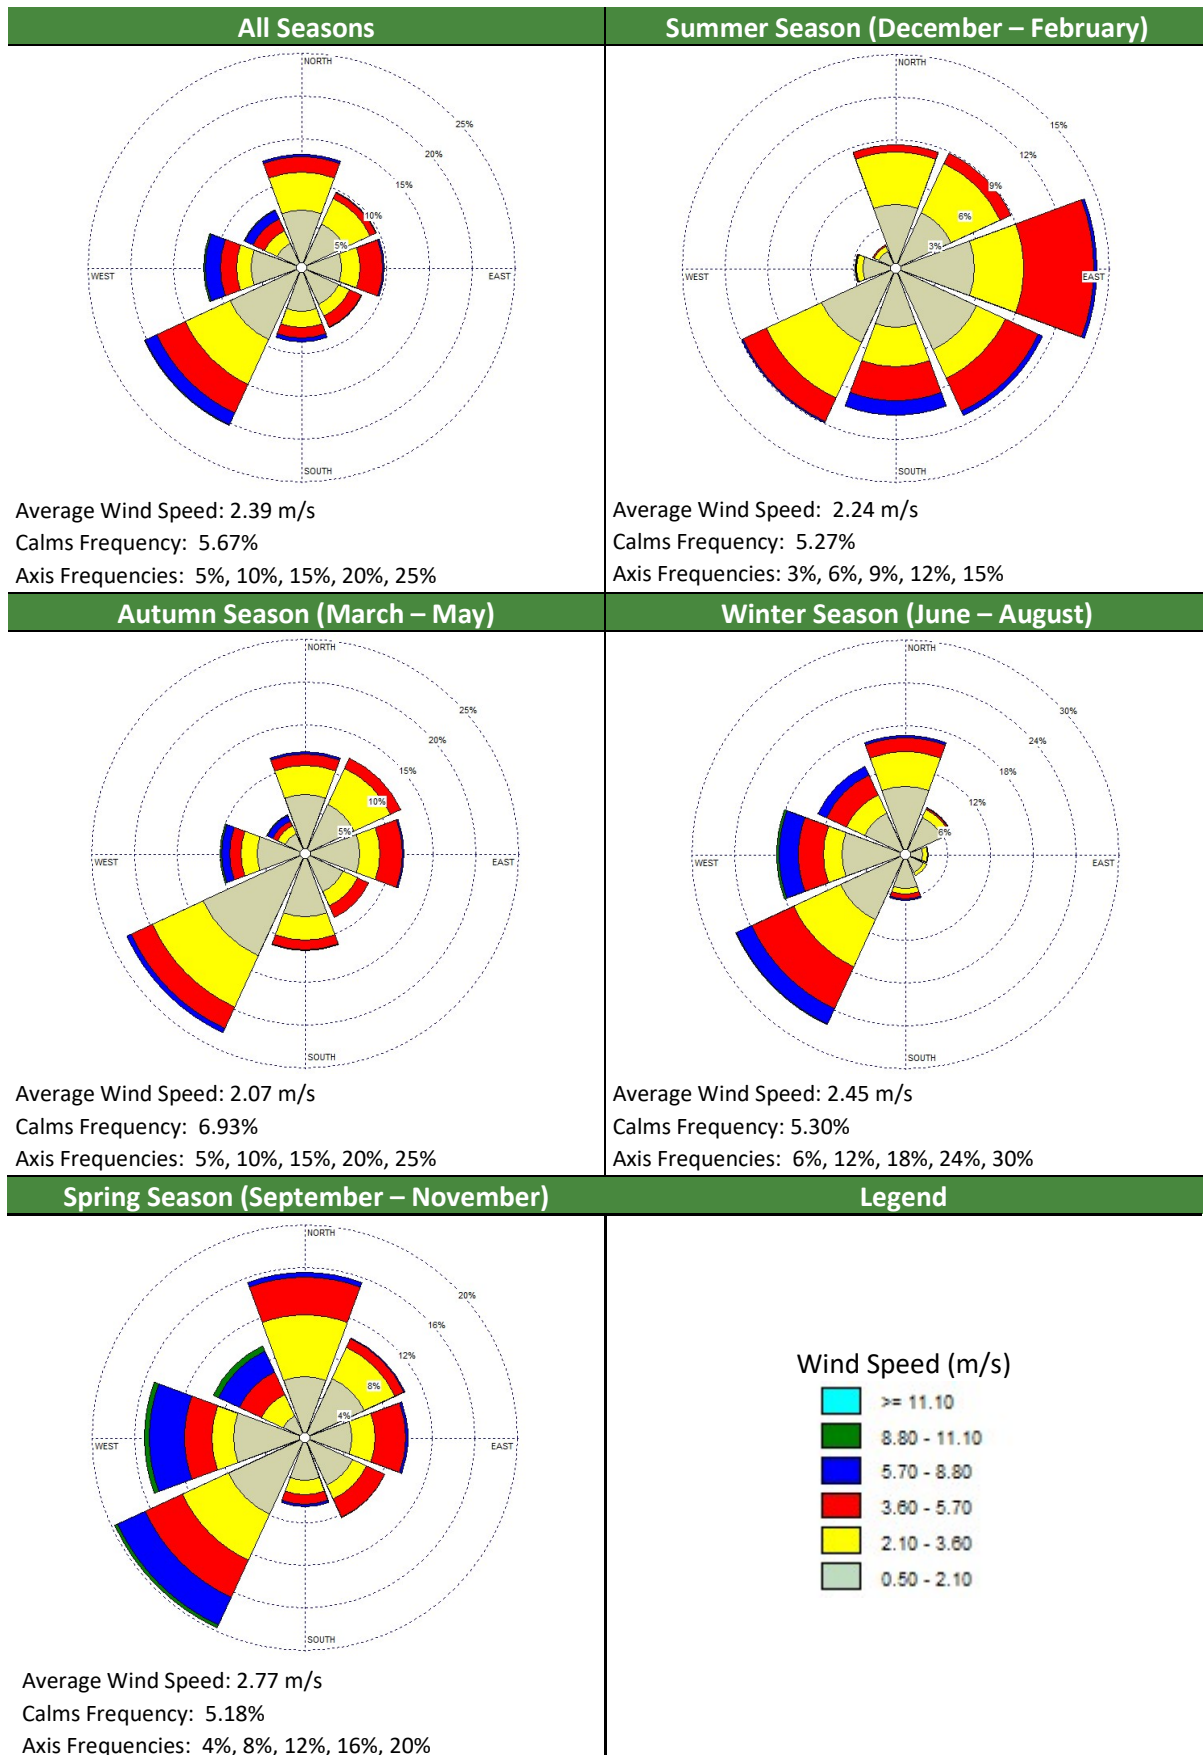 All Seasons
Summer Season (December – February)
NORTH
25%
20%
15%
10%
5%
WEST
EAST
SOUTH
NORTH
15%
12%
9%
6%
3%
WEST
EAST
SOUTH
Average Wind Speed: 2.39 m/s
Calms Frequency: 5.67%
Axis Frequencies: 5%, 10%, 15%, 20%, 25%
Average Wind Speed: 2.24 m/s
Calms Frequency: 5.27%
Axis Frequencies: 3%, 6%, 9%, 12%, 15%
Autumn Season (March – May)
Winter Season (June – August)
NORTH
25%
20%
15%
10%
5%
WEST
EAST
SOUTH
NORTH
30%
24%
18%
12%
6%
WEST
EAST
SOUTH
Average Wind Speed: 2.07 m/s
Calms Frequency: 6.93%
Axis Frequencies: 5%, 10%, 15%, 20%, 25%
Average Wind Speed: 2.45 m/s
Calms Frequency: 5.30%
Axis Frequencies: 6%, 12%, 18%, 24%, 30%
Spring Season (September – November)
Legend
NORTH
20%
16%
12%
8%
4%
WEST
EAST
SOUTH
Wind Speed (m/s)
>= 11.10
8.80 - 11.10
5.70 - 8.80
3.60 - 5.70
2.10 - 3.60
0.50 - 2.10
Average Wind Speed: 2.77 m/s
Calms Frequency: 5.18%
Axis Frequencies: 4%, 8%, 12%, 16%, 20%